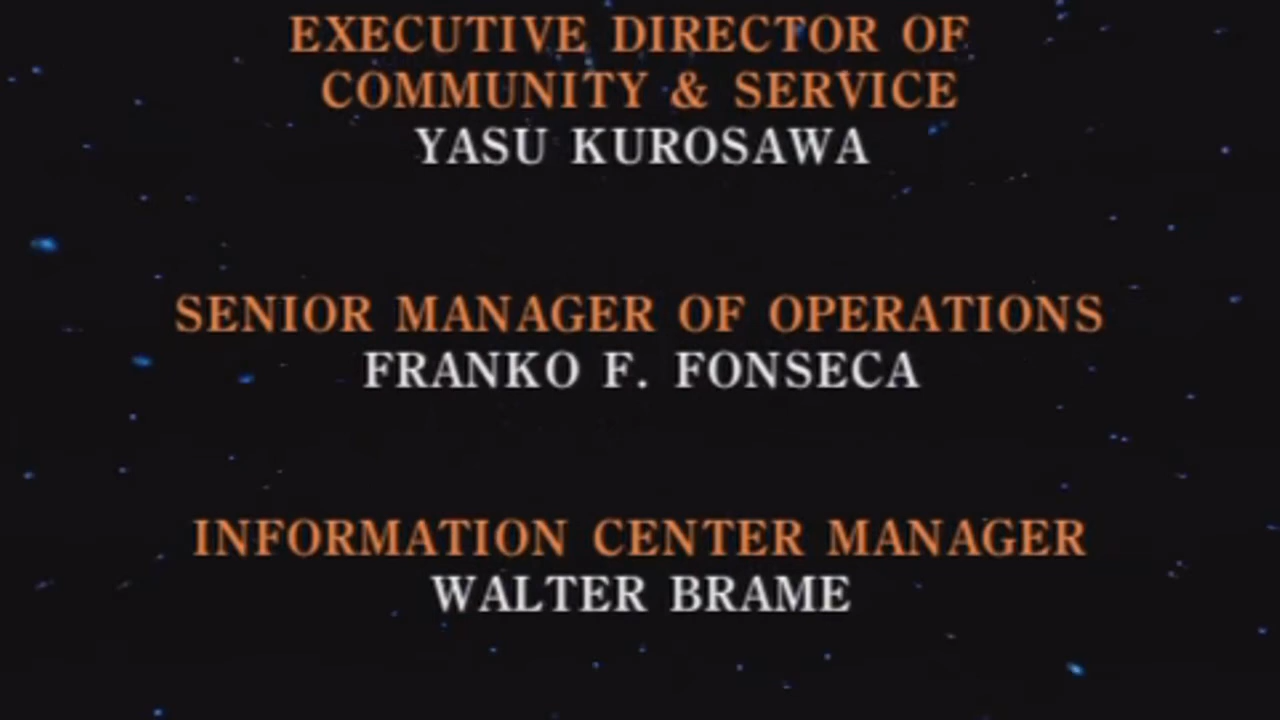 EXECUTIVE DIRECTOR OF
COMMUNITY & SERVICE
YASU KUROSAWA
SENIOR MANAGER OF OPERATIONS
FRANKO F. FONSECA
INFORMATION CENTER MANAGER
WALTER BRAME